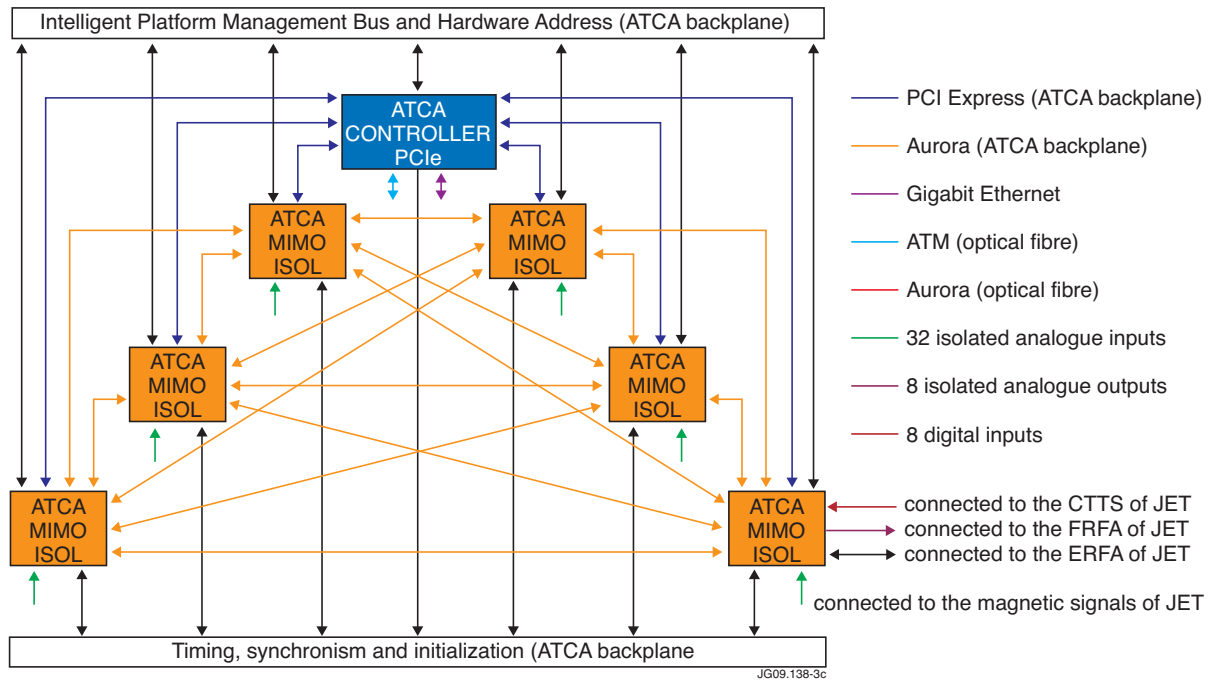 Intelligent Platform Management Bus and Hardware Address (ATCA backplane)
ATCA
CONTROLLER
PCIe
ATCA
MIMO
ISOL
ATCA
MIMO
ISOL
ATCA
MIMO
ISOL
ATCA
MIMO
ISOL
ATCA
MIMO
ISOL
ATCA
MIMO
ISOL
PCI Express (ATCA backplane)
Aurora (ATCA backplane)
Gigabit Ethernet
ATM (optical fibre)
Aurora (optical fibre)
32 isolated analogue inputs
8 isolated analogue outputs
8 digital inputs
connected to the CTTS of JET
connected to the FRFA of JET
connected to the ERFA of JET
connected to the magnetic signals of JET
Timing, synchronism and initialization (ATCA backplane
JG09.138-3c